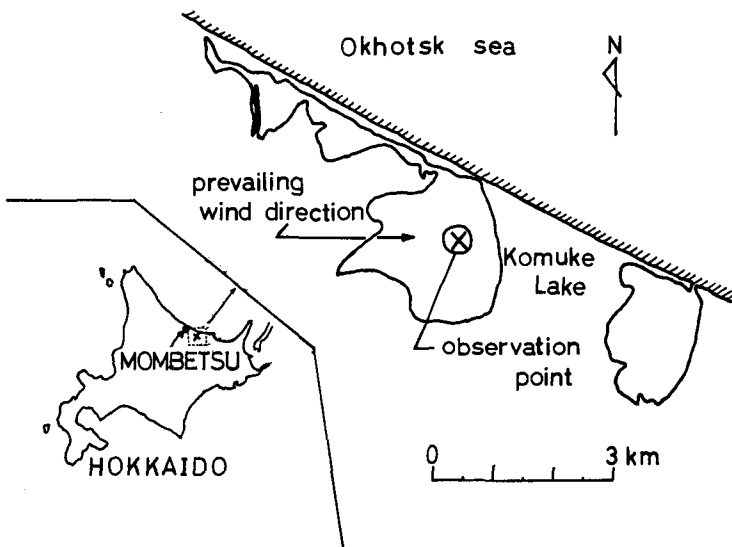 Okhotsk sea
N
prevailing
wind direction
Komuke
Lake
observation
point
MOMBETSU
HOKKAIDO
0 3 km